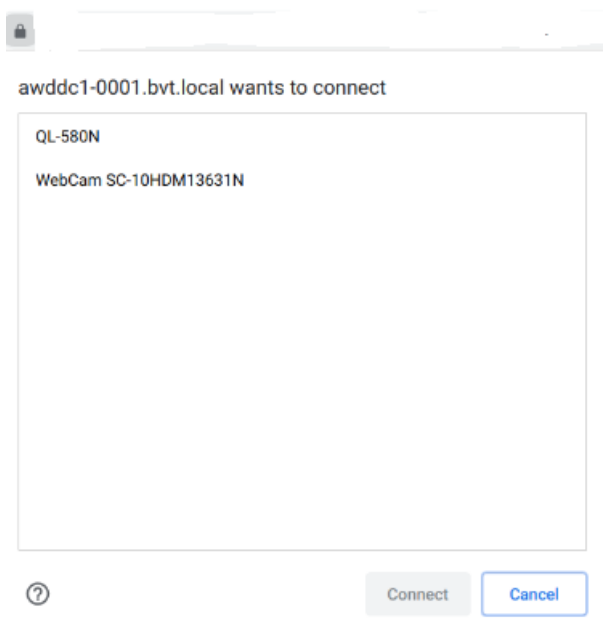 awddc1-0001.bvt.local wants to connect
QL-580N
WebCam SC-10HDM13631N
Connect
Cancel